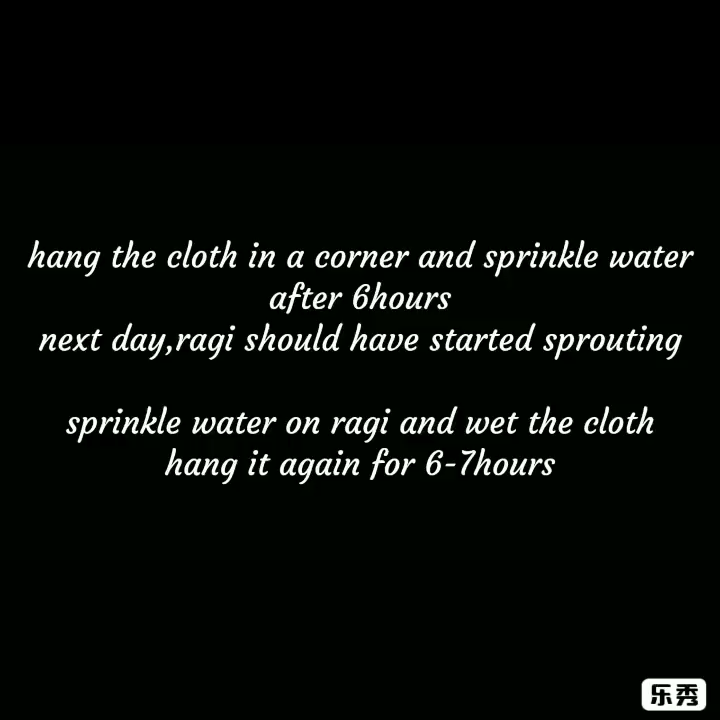 hang the cloth in a corner and sprinkle water
after 6hours
next day,ragi should have started sprouting
sprinkle water on ragi and wet the cloth
hang it again for 6-7hours
乐秀